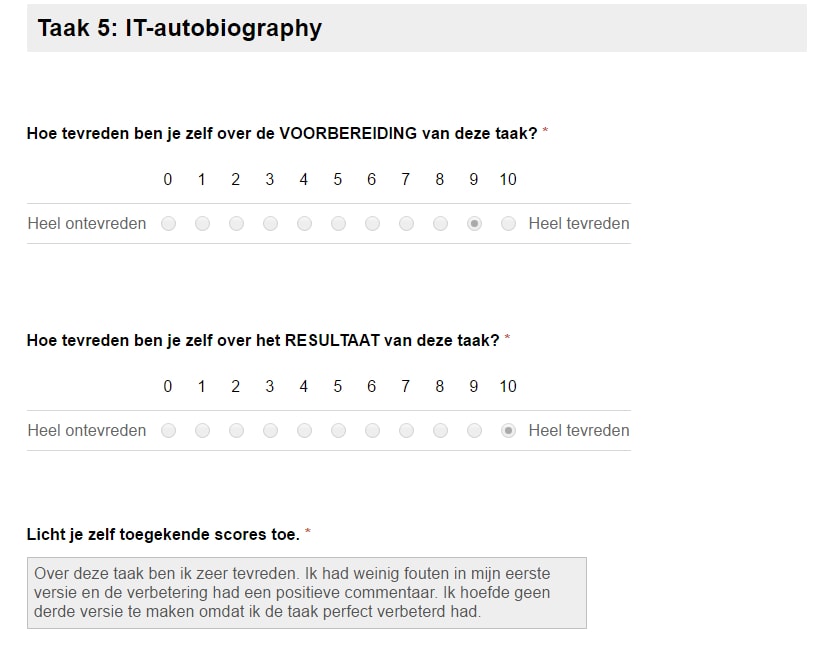 Taak 5: IT-autobiography
Hoe tevreden ben je zelf over de VOORBEREIDING van deze taak? *
0 1 2 3 4 5 6 7 8 9 10
Heel ontevreden Heel tevreden
Hoe tevreden ben je zelf over het RESULTAAT van deze taak? *
0 1 2 3 4 5 6 7 8 9 10
Heel ontevreden Heel tevreden
Licht je zelf toegekende scores toe. *
Over deze taak ben ik zeer tevreden. Ik had weinig fouten in mijn eerste
versie en de verbetering had een positieve commentaar. Ik hoefde geen
derde versie te maken omdat ik de taak perfect verbeterd had.